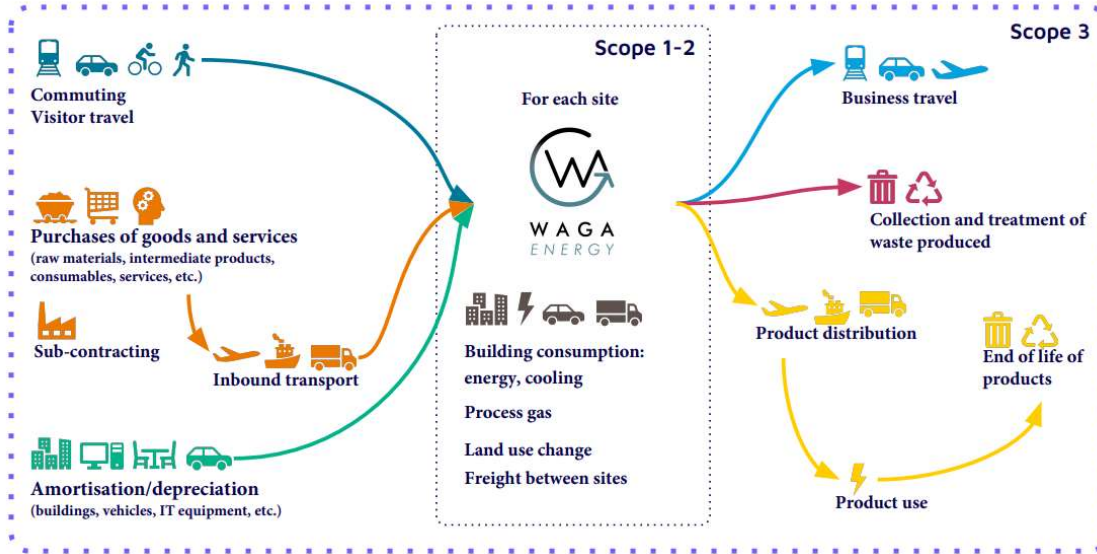 Scope 3
Scope 1-2
Commuting
Visitor travel
Purchases of goods and services
(raw materials, intermediate products,
consumables, services, etc.)
Sub-contracting
Inbound transport
Amortisation/depreciation
(buildings, vehicles, IT equipment, etc.)
For each site
WAGA
ENERGY
Building consumption:
energy, cooling
Process gas
Land use change
Freight between sites
Business travel
Collection and treatment of
waste produced
Product distribution
End of life of
products
Product use